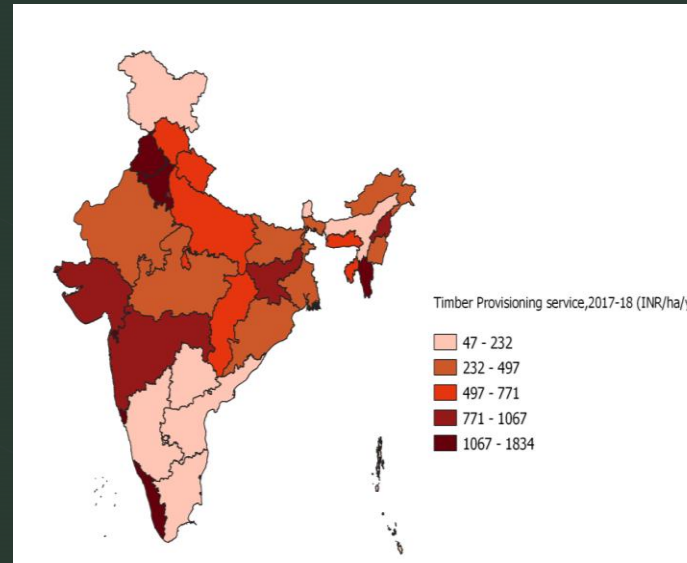 Timber Provisioning service,2017-18 (INR/ha/y
47 - 232
232 - 497
497 - 771
771 - 1067
1067 - 1834